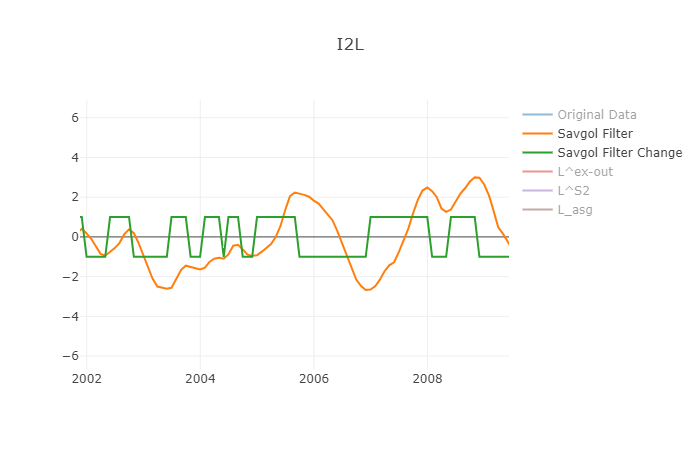 I2L
6
4
2
0
−2
−4
−6
2002
2004
2006
2008
Original Data
Savgol Filter
Savgol Filter Change
L^ex-out
L^S2
L_asg